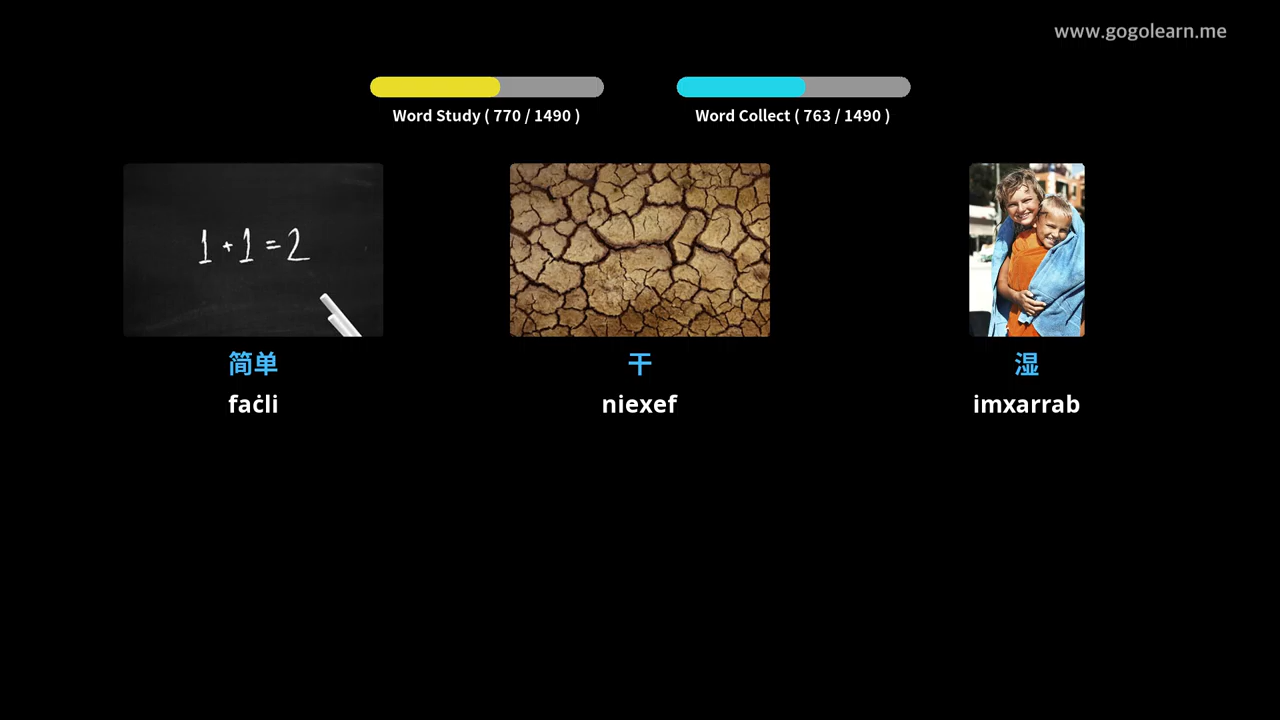 www.gogolearn.me
Word Study ( 770 / 1490 )
Word Collect ( 763 / 1490 )
1 + 1 = 2
简单
faċli
干
niexef
湿
imxarrab